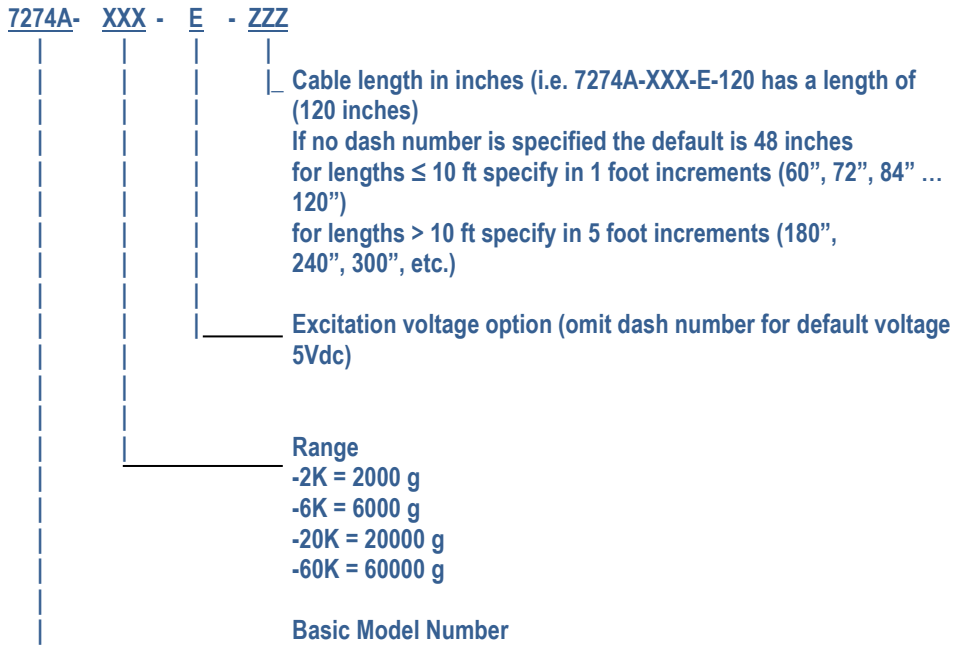 7274A- XXX - E - ZZZ
Cable length in inches (i.e. 7274A-XXX-E-120 has a length of
(120 inches)
If no dash number is specified the default is 48 inches
for lengths ≤ 10 ft specify in 1 foot increments (60”, 72”, 84” …
120”)
for lengths > 10 ft specify in 5 foot increments (180”,
240”, 300”, etc.)
Excitation voltage option (omit dash number for default voltage
5Vdc)
Range
-2K = 2000 g
-6K = 6000 g
-20K = 20000 g
-60K = 60000 g
Basic Model Number